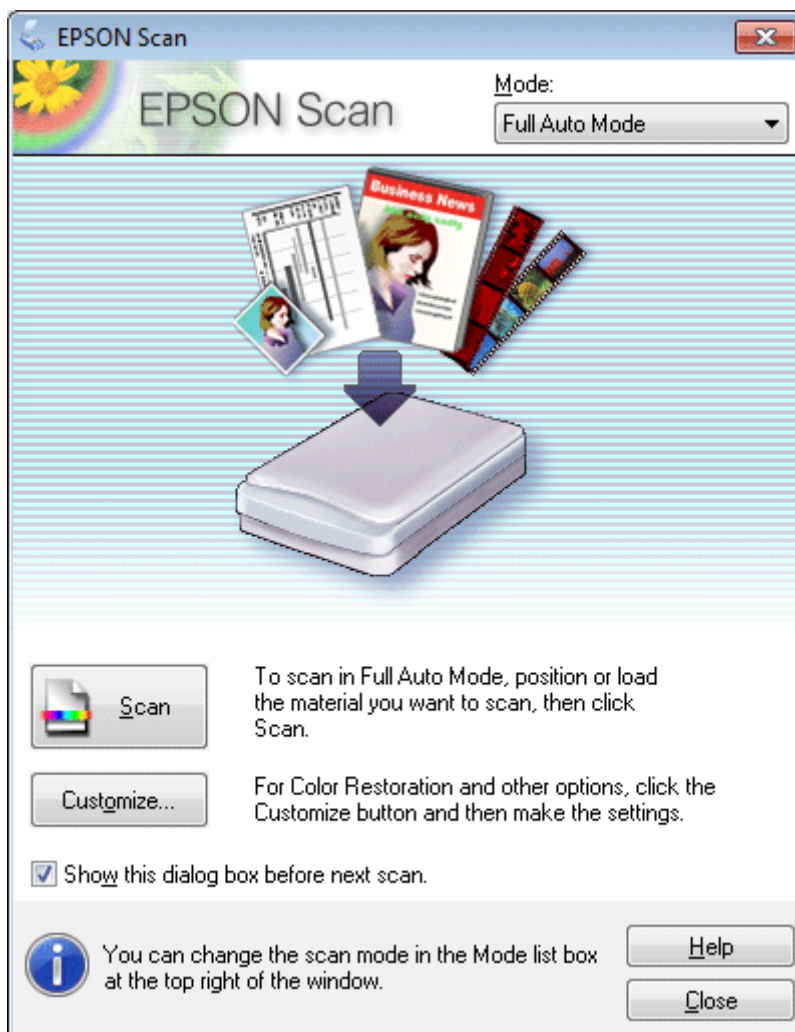 EPSON Scan
EPSON Scan
Mode:
Full Auto Mode
Business News
Scan
To scan in Full Auto Mode, position or load
the material you want to scan, then click
Scan.
Customize...
For Color Restoration and other options, click the
Customize button and then make the settings.
Show this dialog box before next scan.
You can change the scan mode in the Mode list box
at the top right of the window.
Help
Close